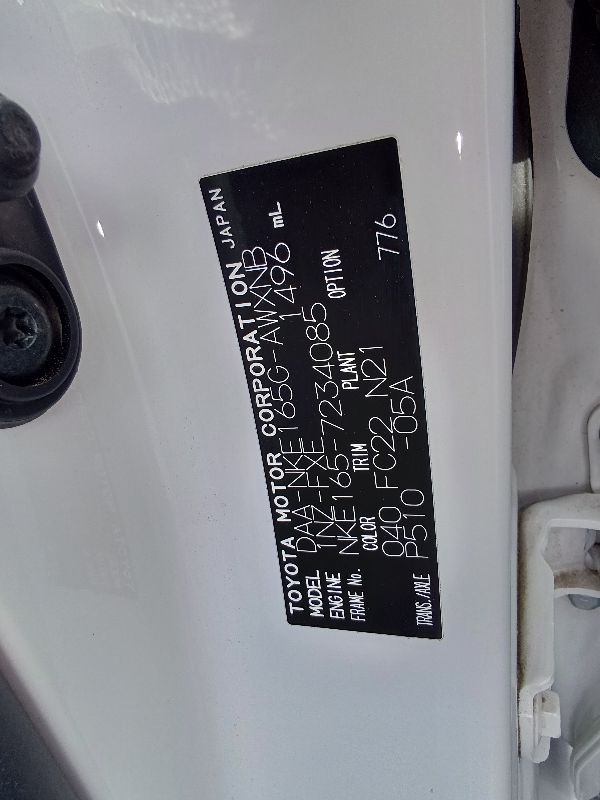 TOYOTA MOTOR CORPORATION JAPAN
MODEL DAA-NKE165G-AWXNB
ENGINE 1NZ-FXE 1496 mL
FRAME No. NKE165-7234085
COLOR TRIM PLANT OPTION
040 FC22 N21 776
TRANS./AXLE P510 -05A